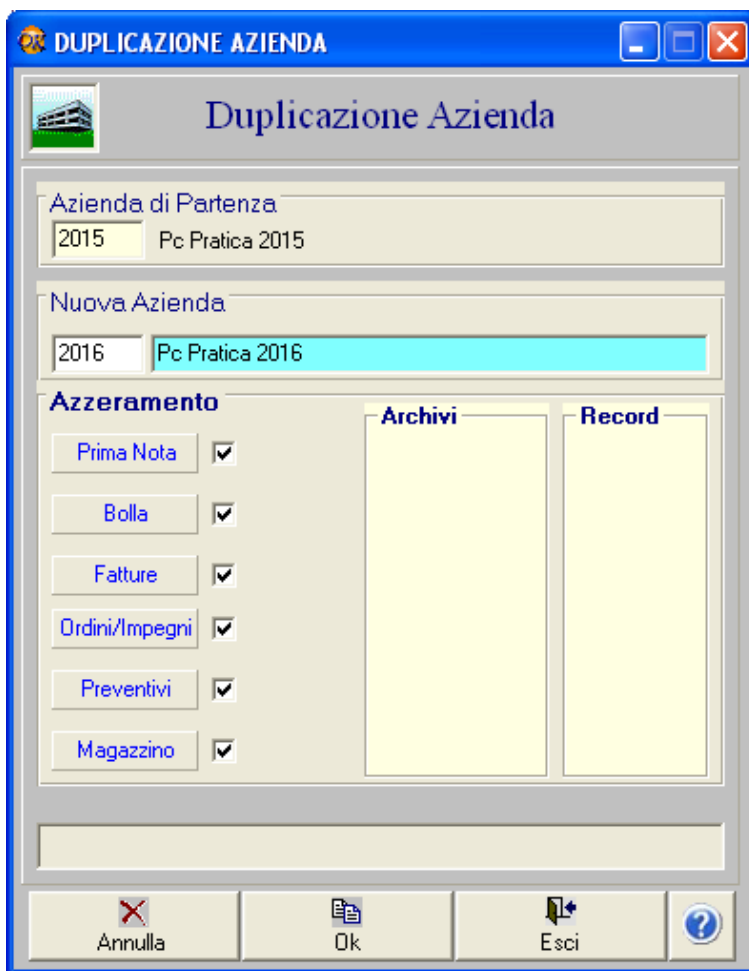 DUPLICAZIONE AZIENDA
Duplicazione Azienda
Azienda di Partenza
2015 Pc Pratica 2015
Nuova Azienda
2016 Pc Pratica 2016
Azzeramento
Archivi Record
Prima Nota
Bolla
Fatture
Ordini/Impegni
Preventivi
Magazzino
Annulla Ok Esci ?